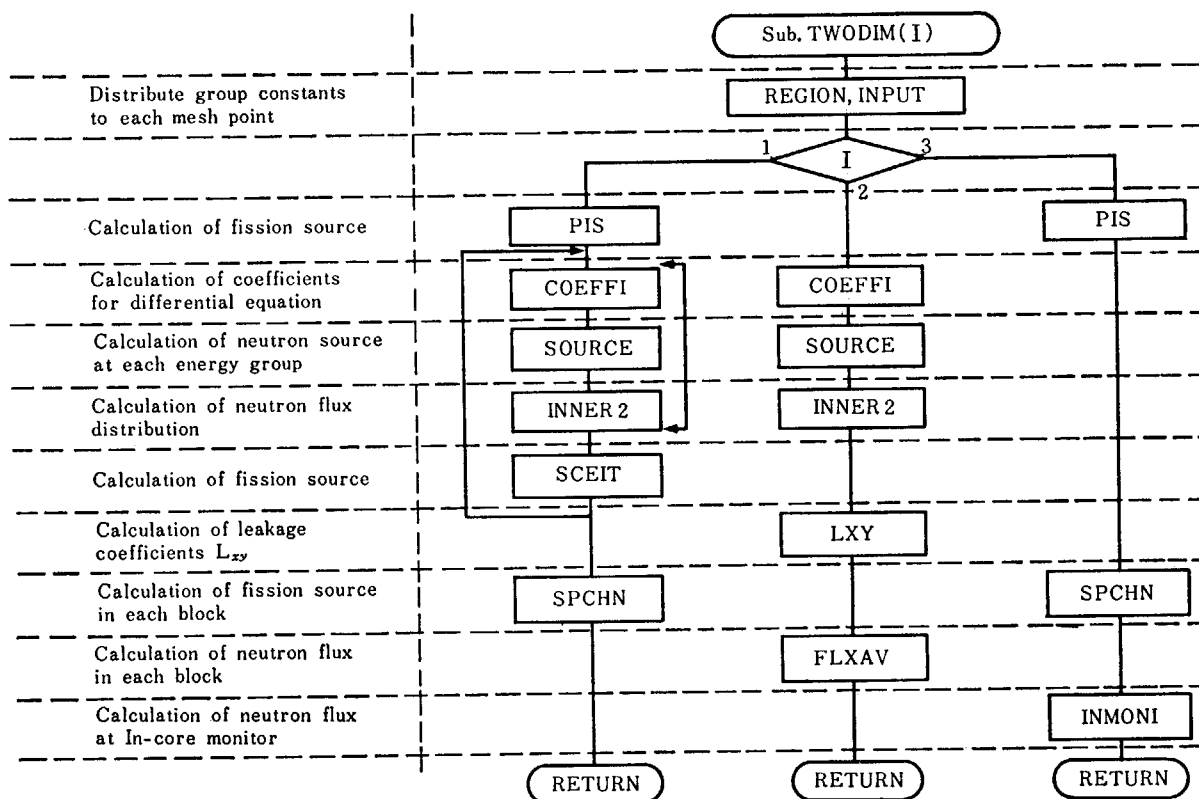 Sub. TWODIM(I)
Distribute group constants
to each mesh point
REGION, INPUT
1
I
3
2
Calculation of fission source
PIS
PIS
Calculation of coefficients
for differential equation
COEFFI
COEFFI
Calculation of neutron source
at each energy group
SOURCE
SOURCE
Calculation of neutron flux
distribution
INNER 2
INNER 2
Calculation of fission source
SCEIT
Calculation of leakage
coefficients Lxy
LXY
Calculation of fission source
in each block
SPCHN
SPCHN
Calculation of neutron flux
in each block
FLXAV
Calculation of neutron flux
at In-core monitor
INMONI
RETURN
RETURN
RETURN